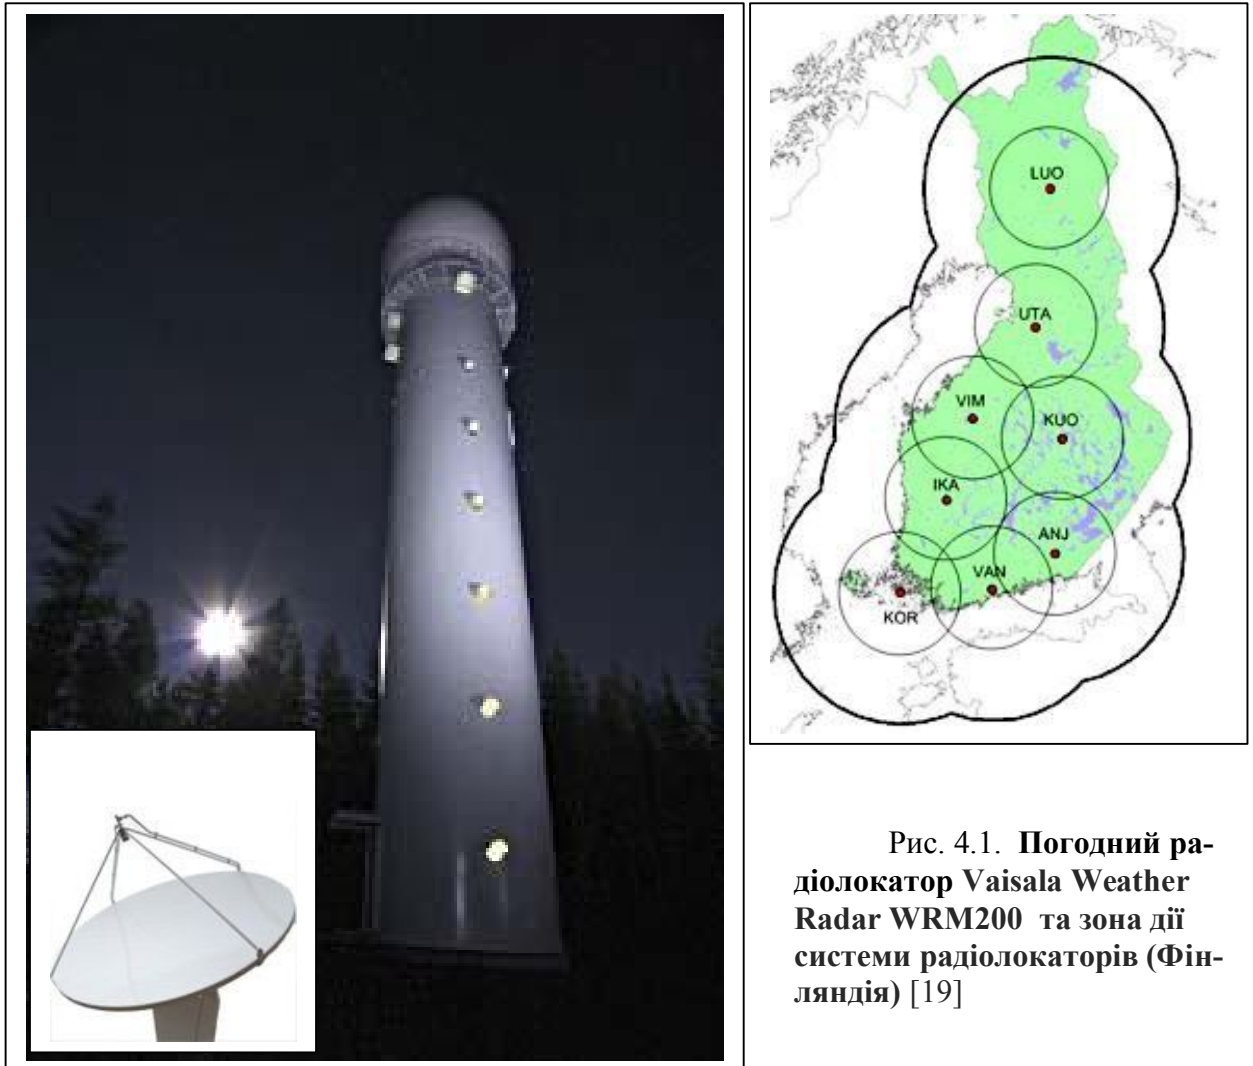 LUO
UTA
VIM
KUO
IKA
ANJ
VAN
KOR
Рис. 4.1. Погодний ра-
діолокатор Vaisala Weather
Radar WRM200 та зона дії
системи радіолокаторів (Фін-
ляндія) [19]